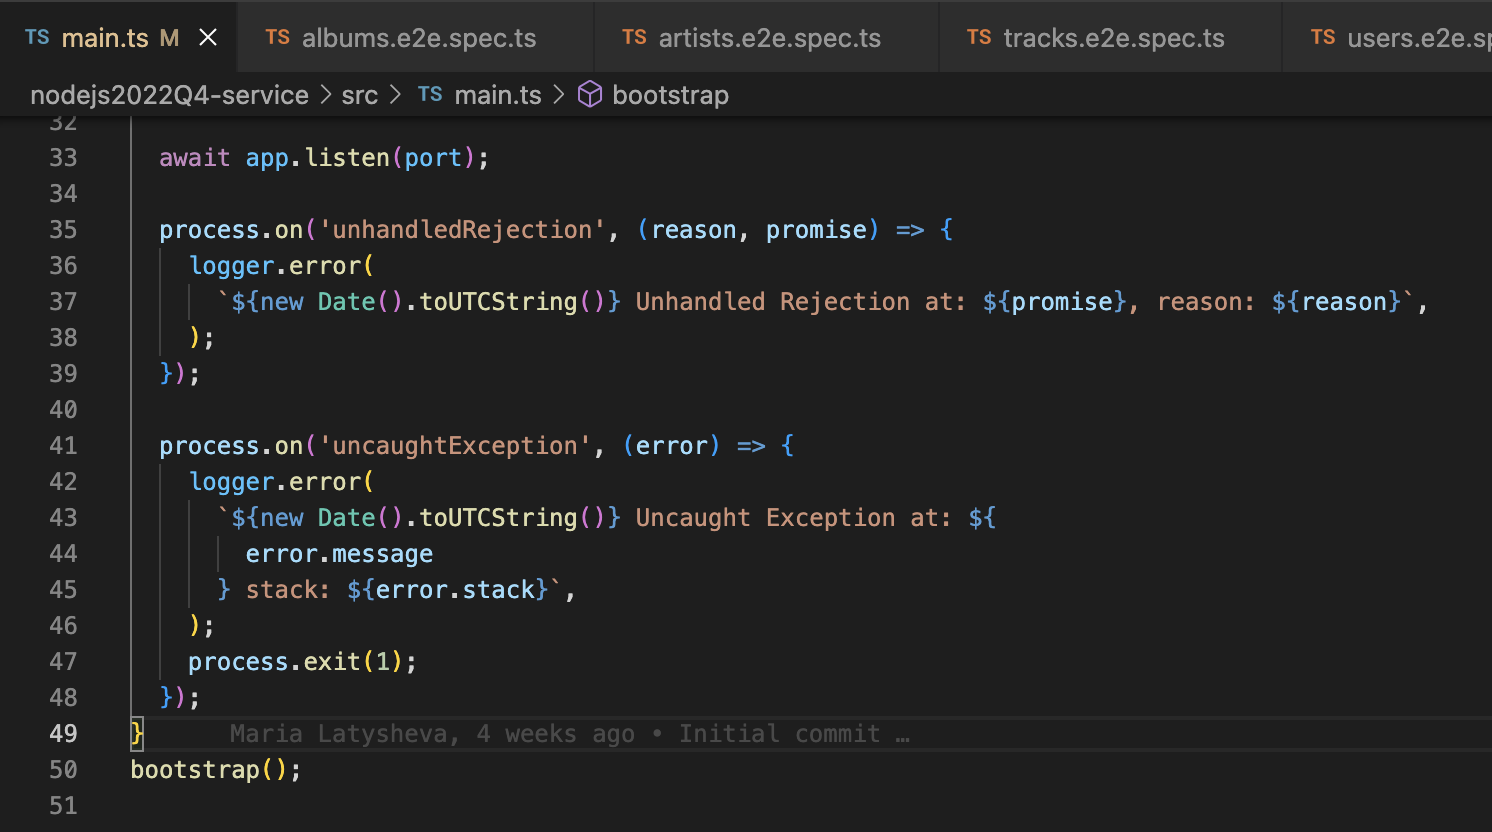 TS main.ts M × TS albums.e2e.spec.ts TS artists.e2e.spec.ts TS tracks.e2e.spec.ts TS users.e2e.sp
nodejs2022Q4-service > src > TS main.ts > bootstrap
32
33 await app.listen(port);
34
35 process.on('unhandledRejection', (reason, promise) => {
36 logger.error(
37 `${new Date().toUTCString()} Unhandled Rejection at: ${promise}, reason: ${reason}`,
38 );
39 });
40
41 process.on('uncaughtException', (error) => {
42 logger.error(
43 `${new Date().toUTCString()} Uncaught Exception at: ${
44 error.message
45 } stack: ${error.stack}`,
46 );
47 process.exit(1);
48 });
49 } Maria Latysheva, 4 weeks ago • Initial commit …
50 bootstrap();
51